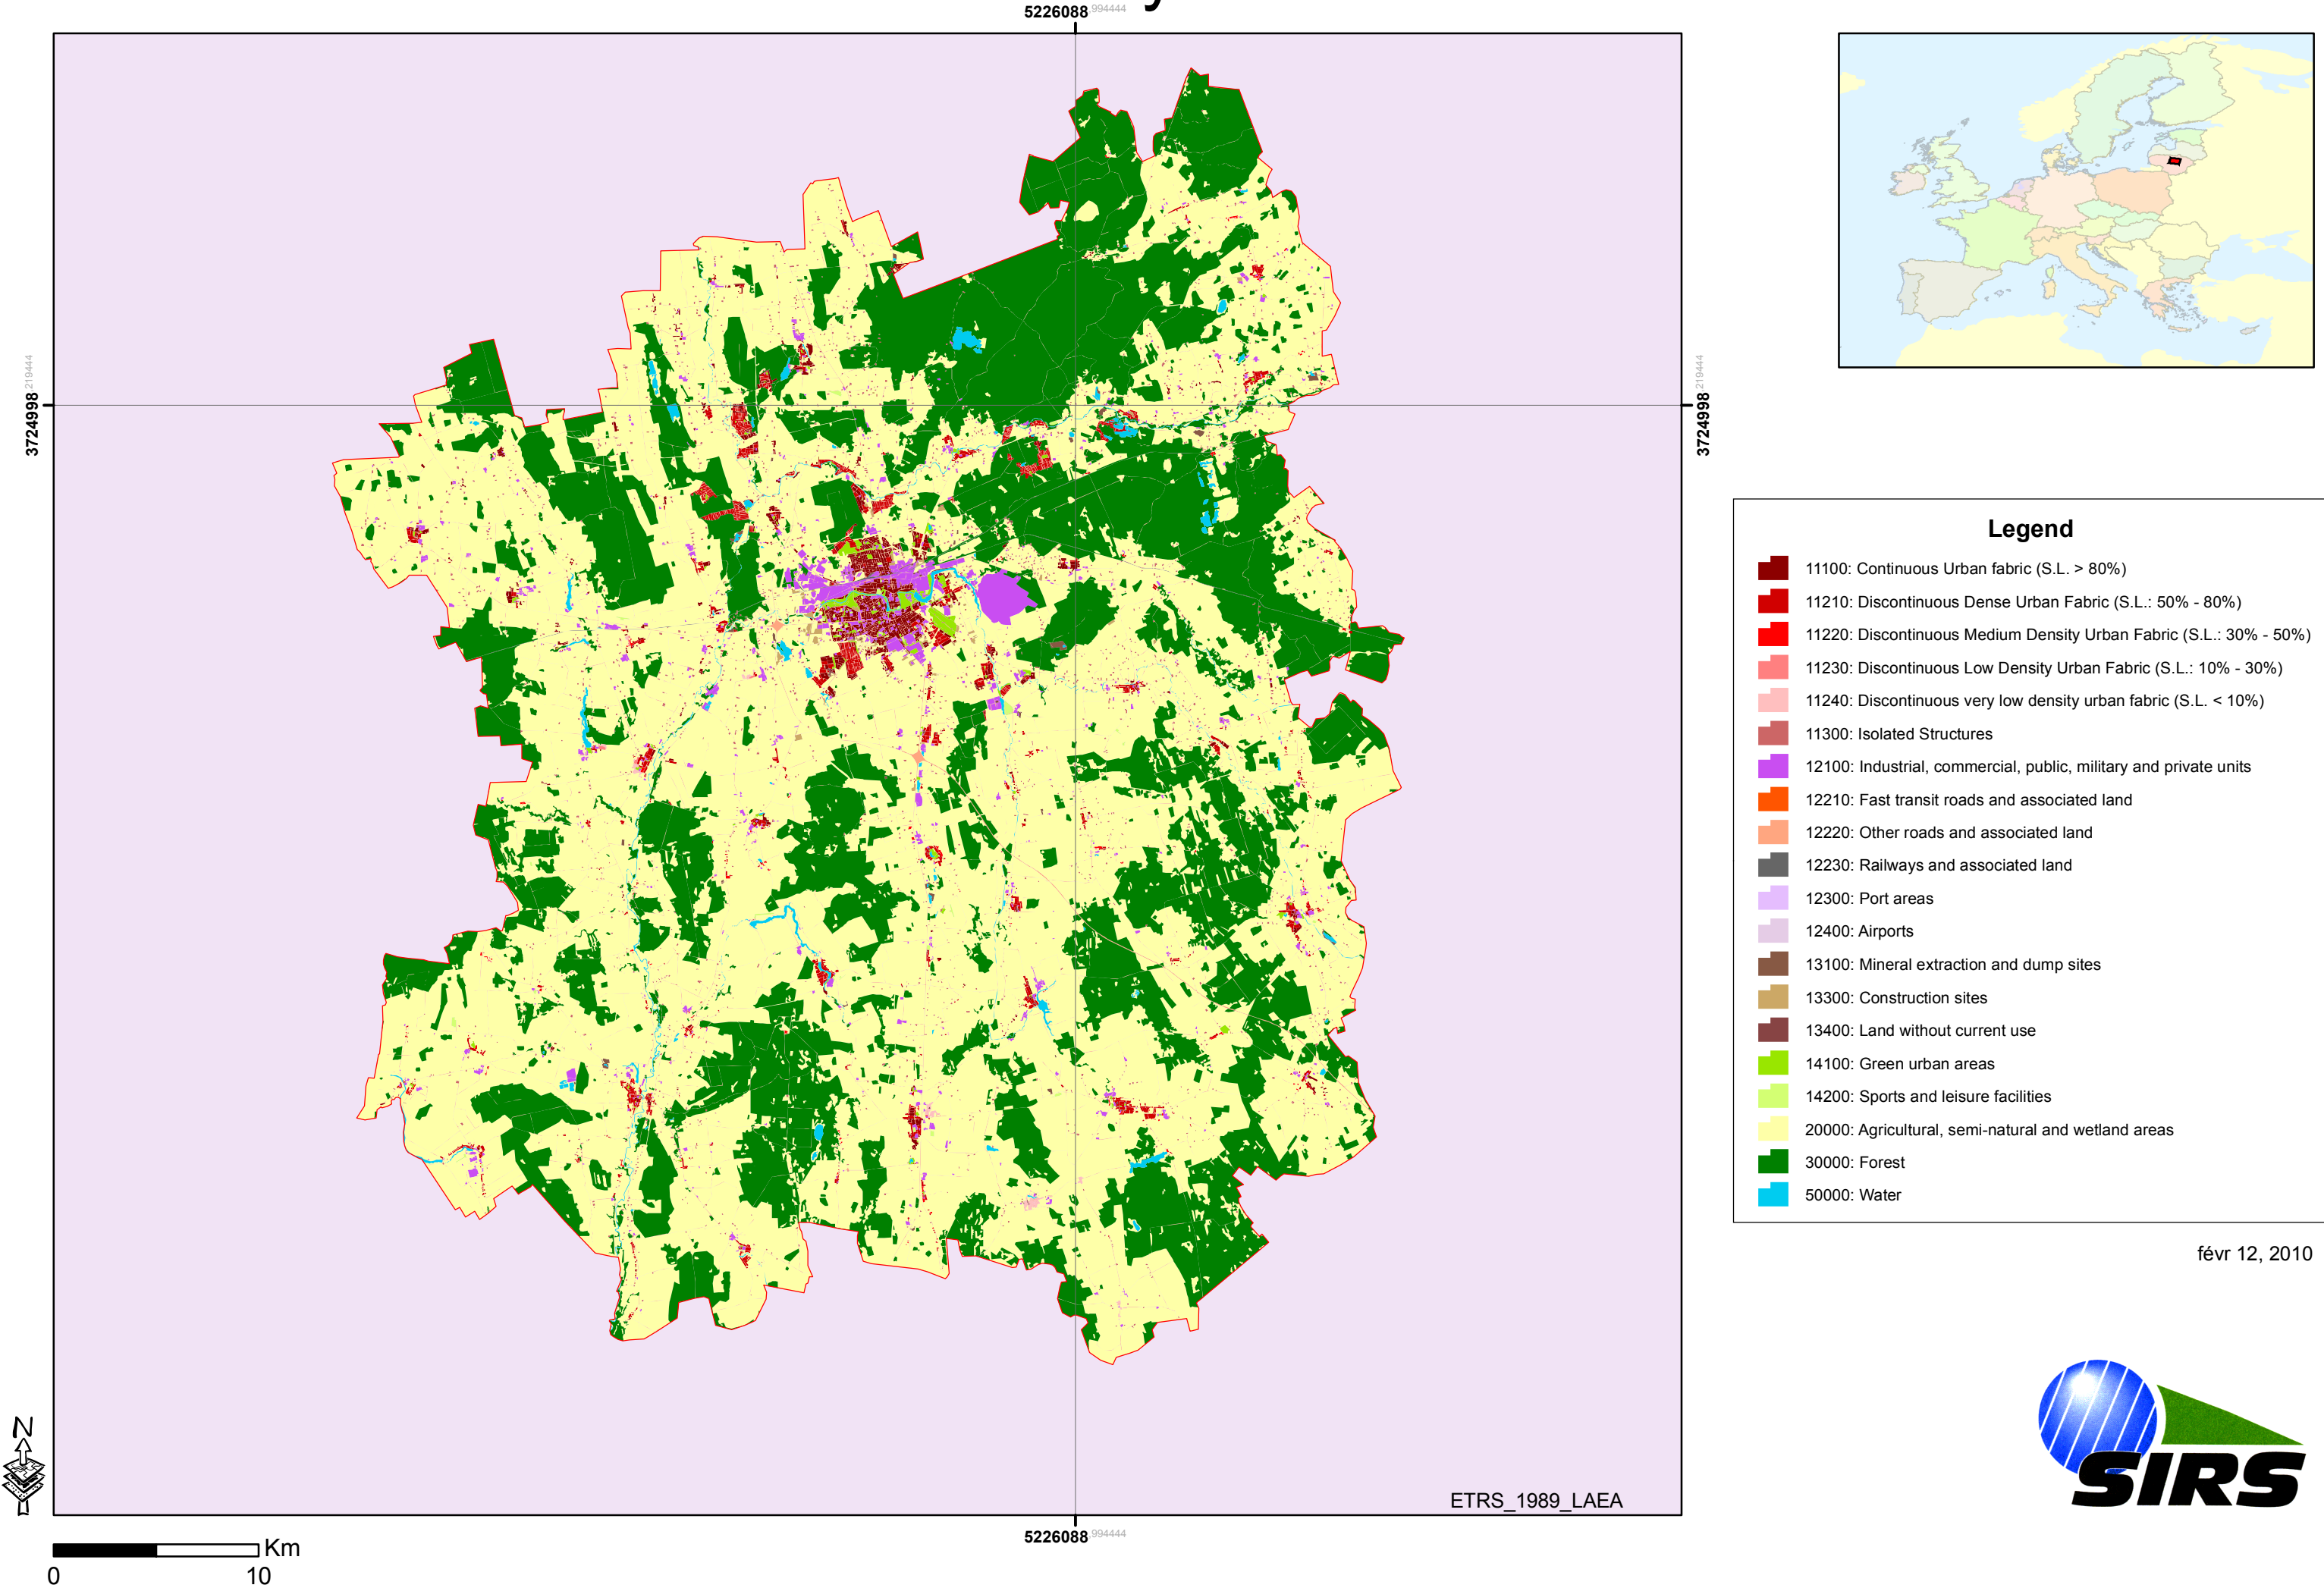 5226088.994444
3724998.219444
3724998.219444
Legend
11100: Continuous Urban fabric (S.L. > 80%)
11210: Discontinuous Dense Urban Fabric (S.L.: 50% - 80%)
11220: Discontinuous Medium Density Urban Fabric (S.L.: 30% - 50%)
11230: Discontinuous Low Density Urban Fabric (S.L.: 10% - 30%)
11240: Discontinuous very low density urban fabric (S.L. < 10%)
11300: Isolated Structures
12100: Industrial, commercial, public, military and private units
12210: Fast transit roads and associated land
12220: Other roads and associated land
12230: Railways and associated land
12300: Port areas
12400: Airports
13100: Mineral extraction and dump sites
13300: Construction sites
13400: Land without current use
14100: Green urban areas
14200: Sports and leisure facilities
20000: Agricultural, semi-natural and wetland areas
30000: Forest
50000: Water
févr 12, 2010
SIRS
N
ETRS_1989_LAEA
5226088.994444
Km
0 10